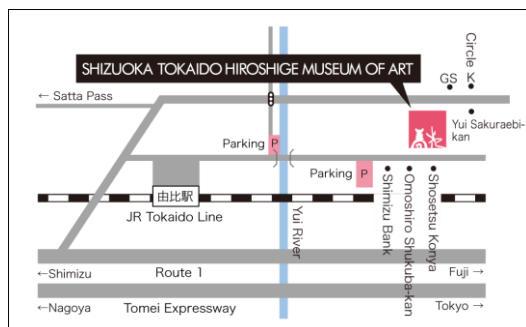 SHIZUOKA TOKAIDO HIROSHIGE MUSEUM OF ART
Circle K
GS
← Satta Pass
Yui Sakuraebi-
kan
Parking P
Parking P
由比駅
JR Tokaido Line
Yui River
Shimizu Bank
Omoshiro Shukuba-kan
Shosetsu Konya
←Shimizu Route 1 Fuji →
←Nagoya Tomei Expressway Tokyo →